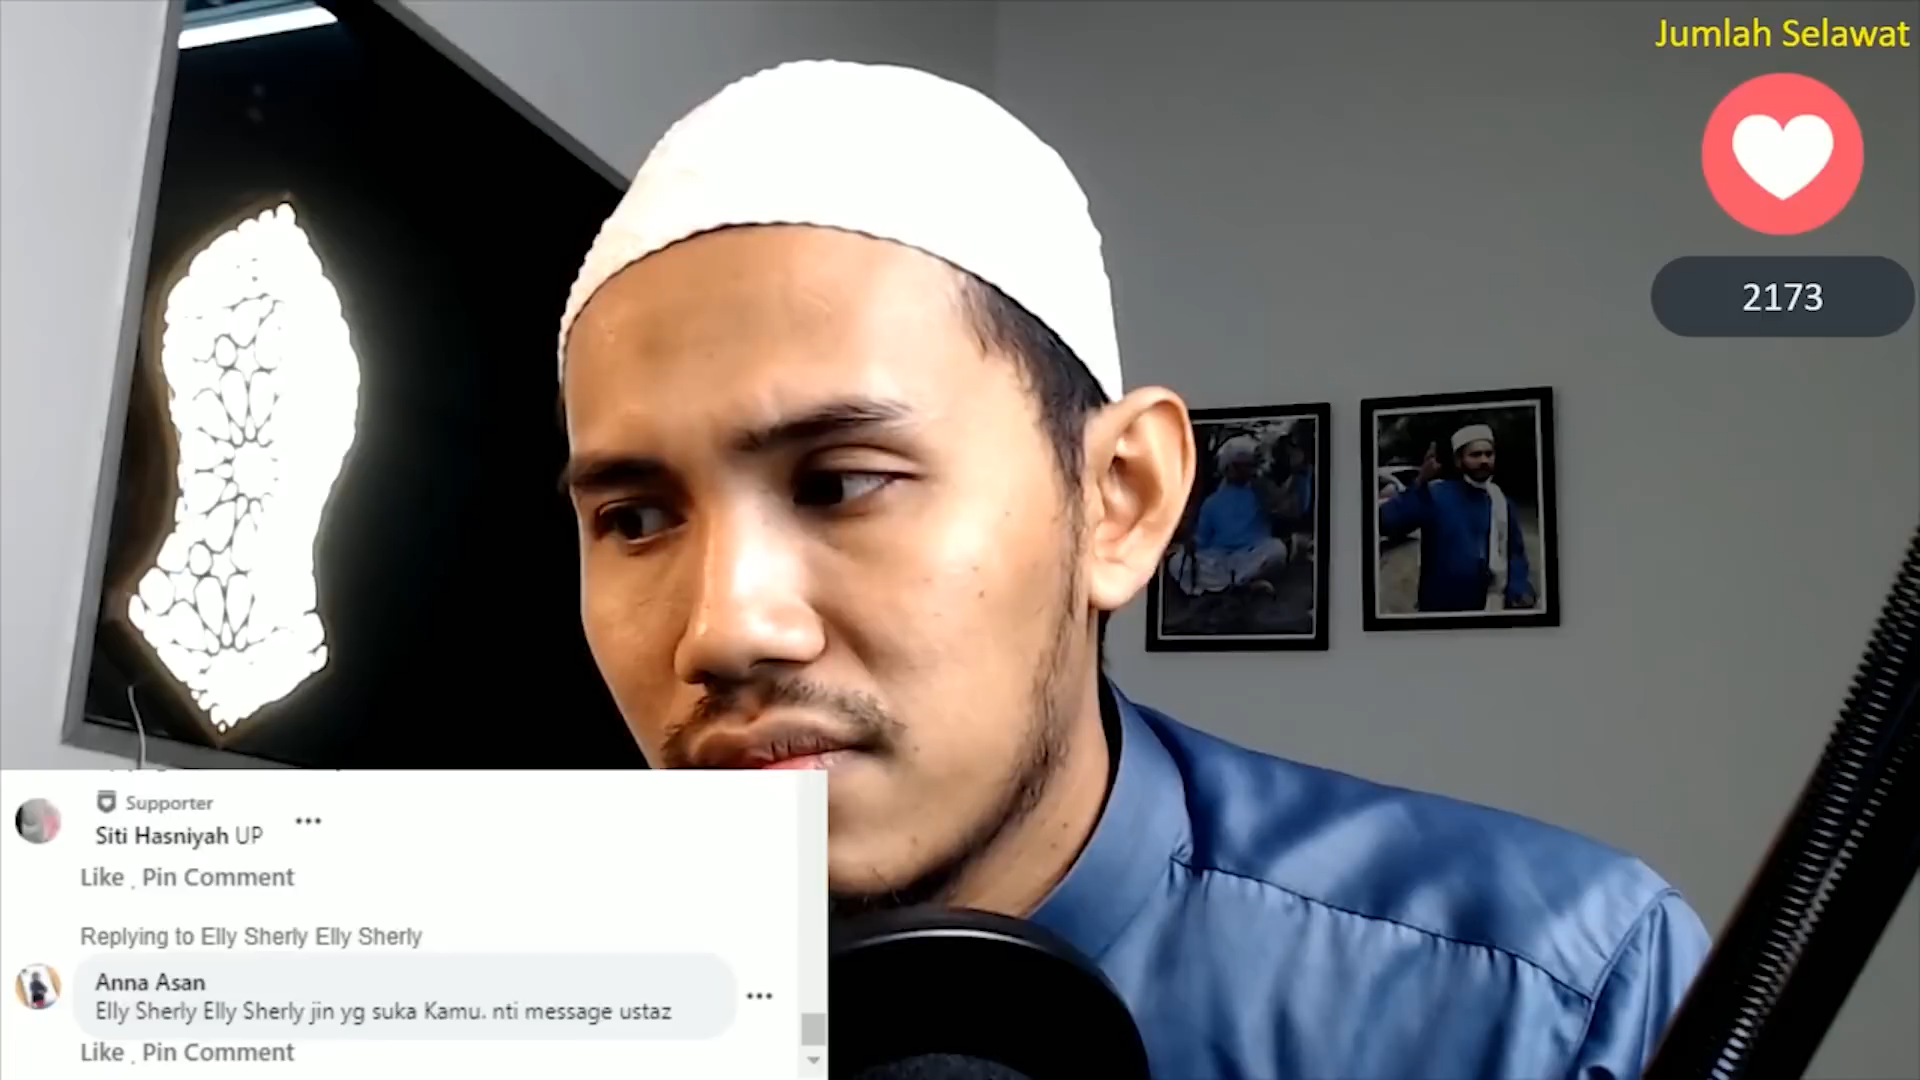 Jumlah Selawat
2173
Supporter
Siti Hasniyah UP
Like . Pin Comment
Replying to Elly Sherly Elly Sherly
Anna Asan
Elly Sherly Elly Sherly jin yg suka Kamu. nti message ustaz
Like . Pin Comment